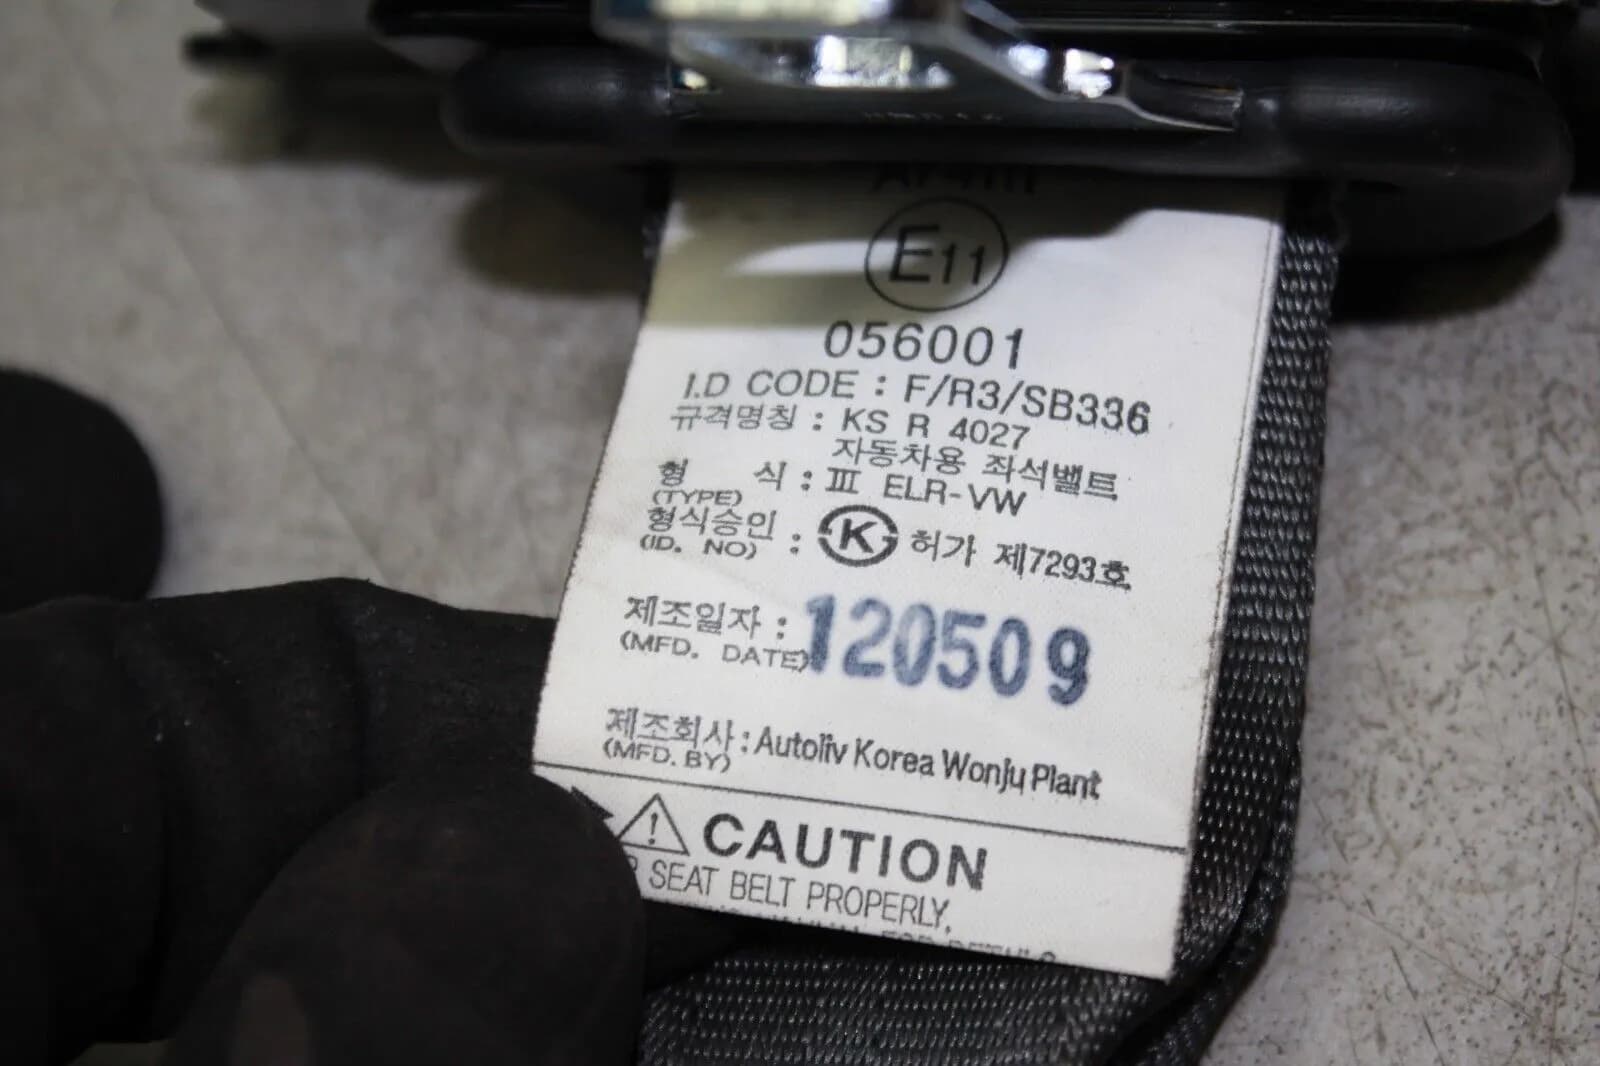 E11
056001
I.D CODE : F/R3/SB336
규격명칭 : KS R 4027
자동차용 좌석벨트
형 식 : Ⅲ ELR-VW
(TYPE)
형식승인 : K 허가 제7293호
(ID. NO)
제조일자 : 120509
(MFD. DATE)
제조회사 : Autoliv Korea Wonju Plant
(MFD. BY)
CAUTION
SEAT BELT PROPERLY,